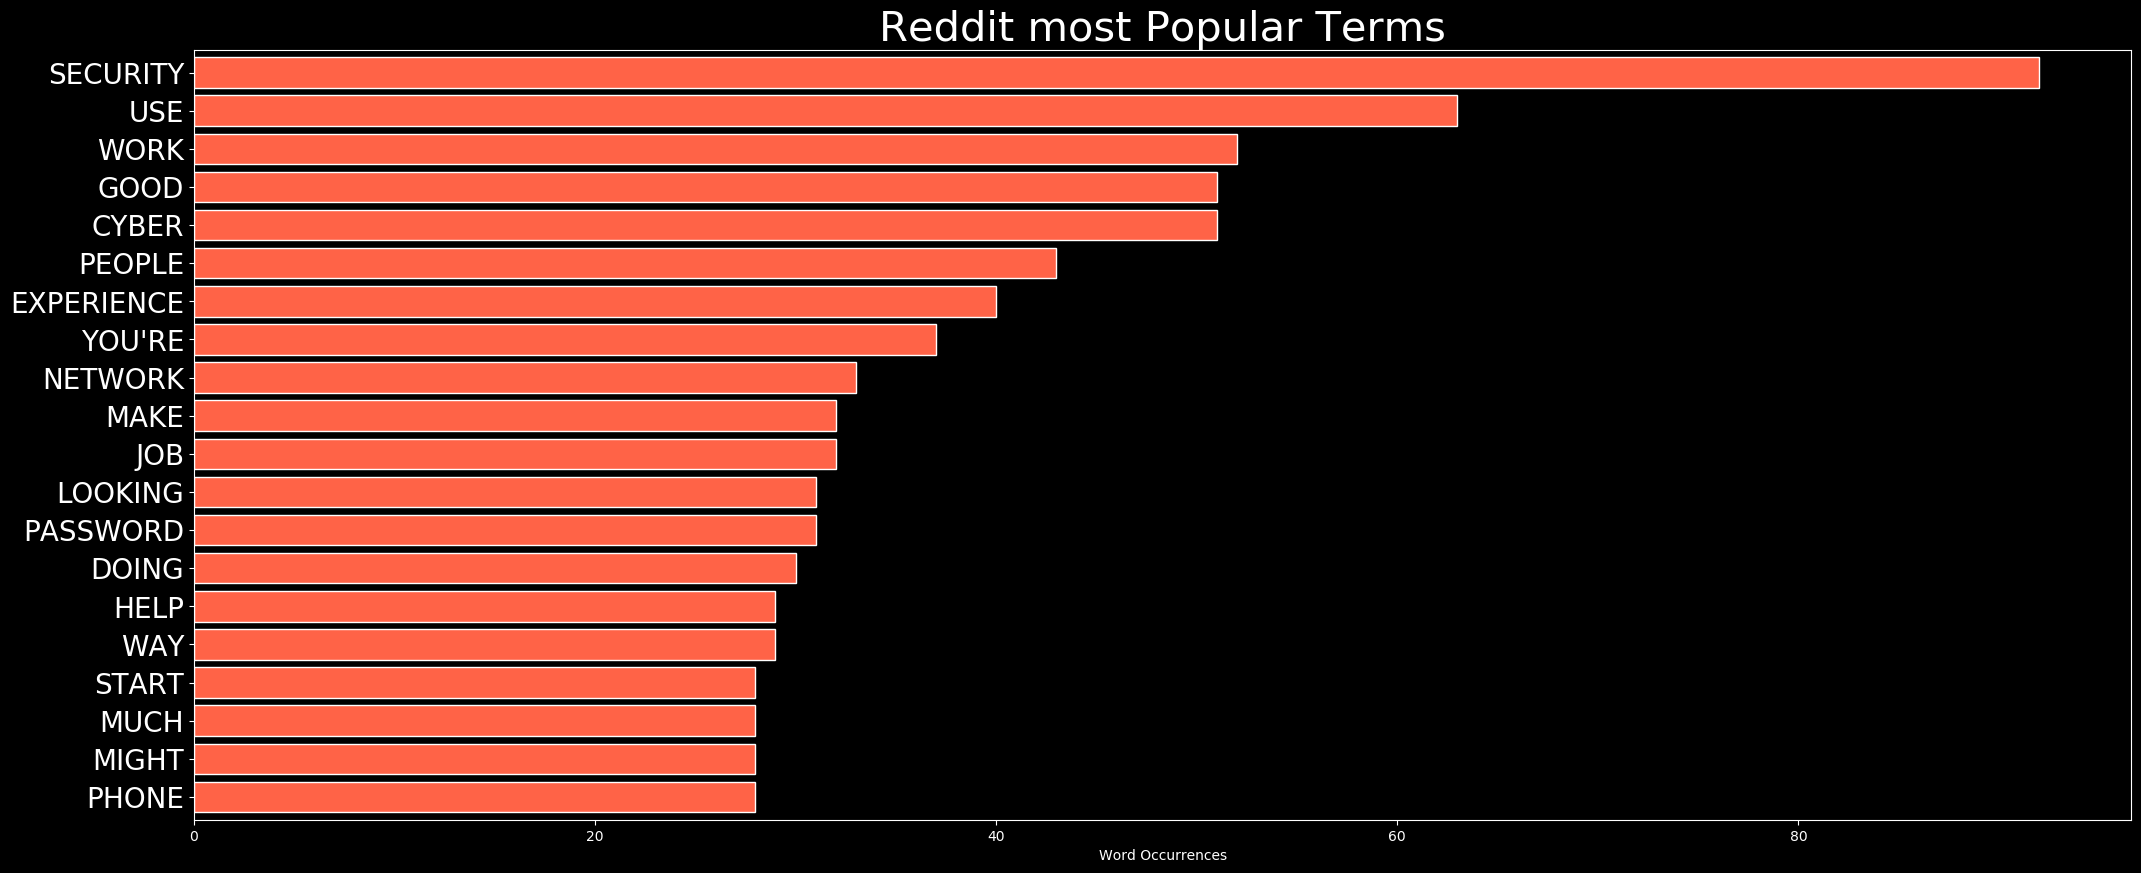 Reddit most Popular Terms
SECURITY
USE
WORK
GOOD
CYBER
PEOPLE
EXPERIENCE
YOU'RE
NETWORK
MAKE
JOB
LOOKING
PASSWORD
DOING
HELP
WAY
START
MUCH
MIGHT
PHONE
0 20 40 60 80
Word Occurrences